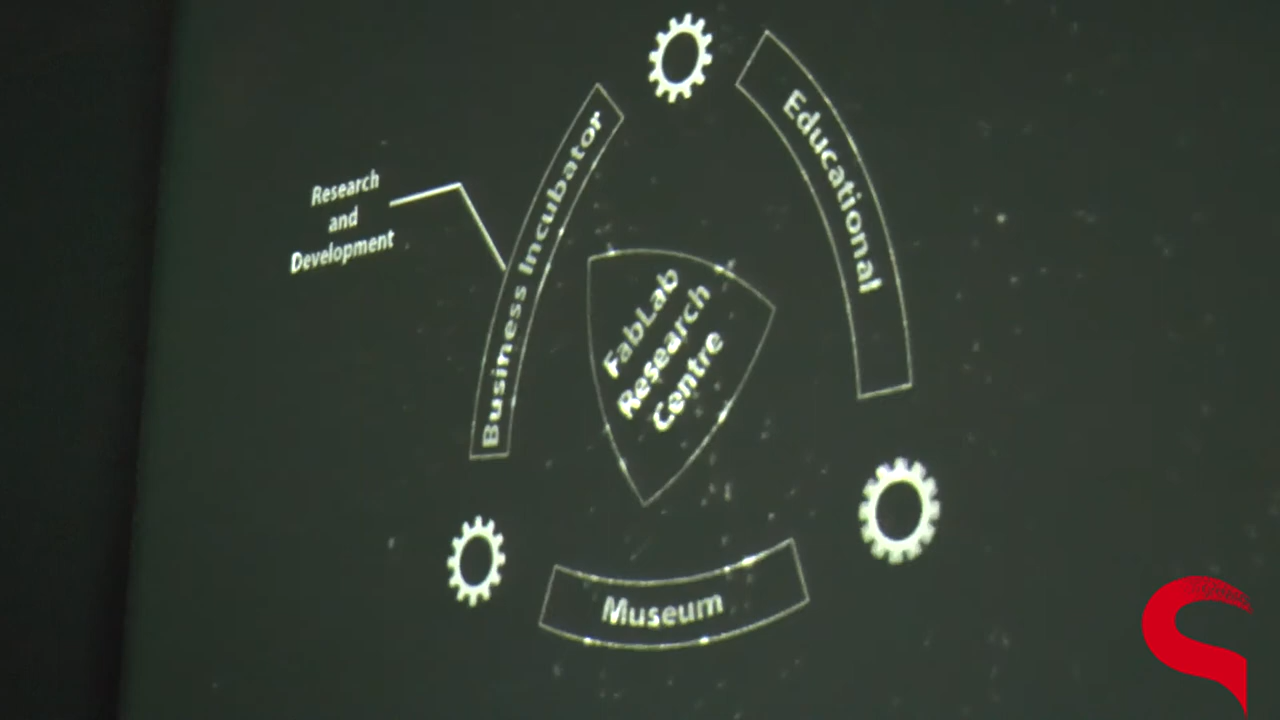 Educational
Business Incubator
Research
and
Development
FabLab
Research
Centre
Museum